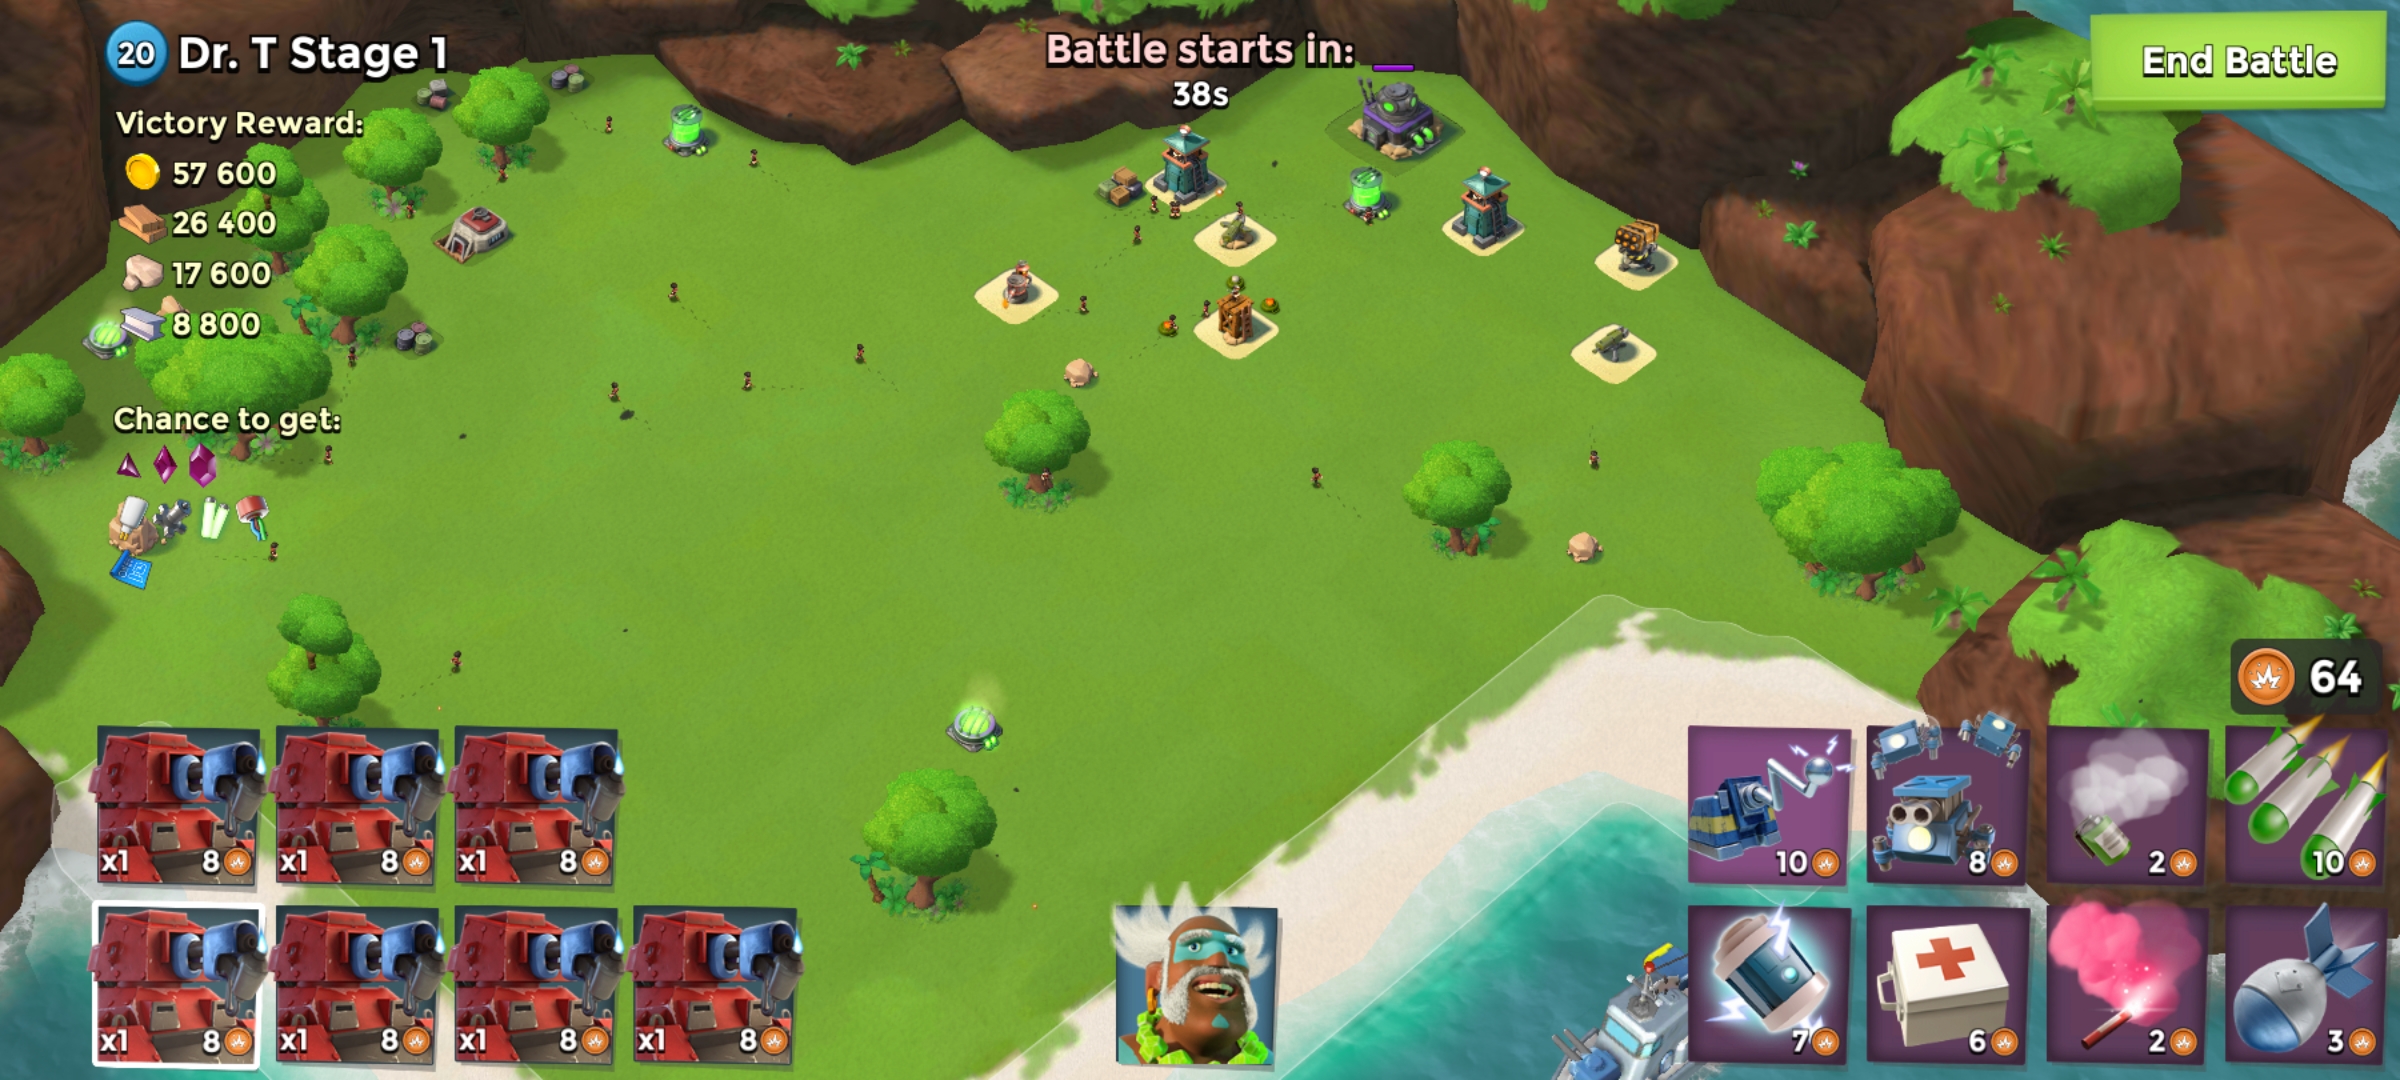 20 Dr. T Stage 1
Battle starts in:
38s
End Battle
Victory Reward:
57 600
26 400
17 600
8 800
Chance to get:
64
x1 8
x1 8
x1 8
10
8
2
10
x1 8
x1 8
x1 8
x1 8
7
6
2
3